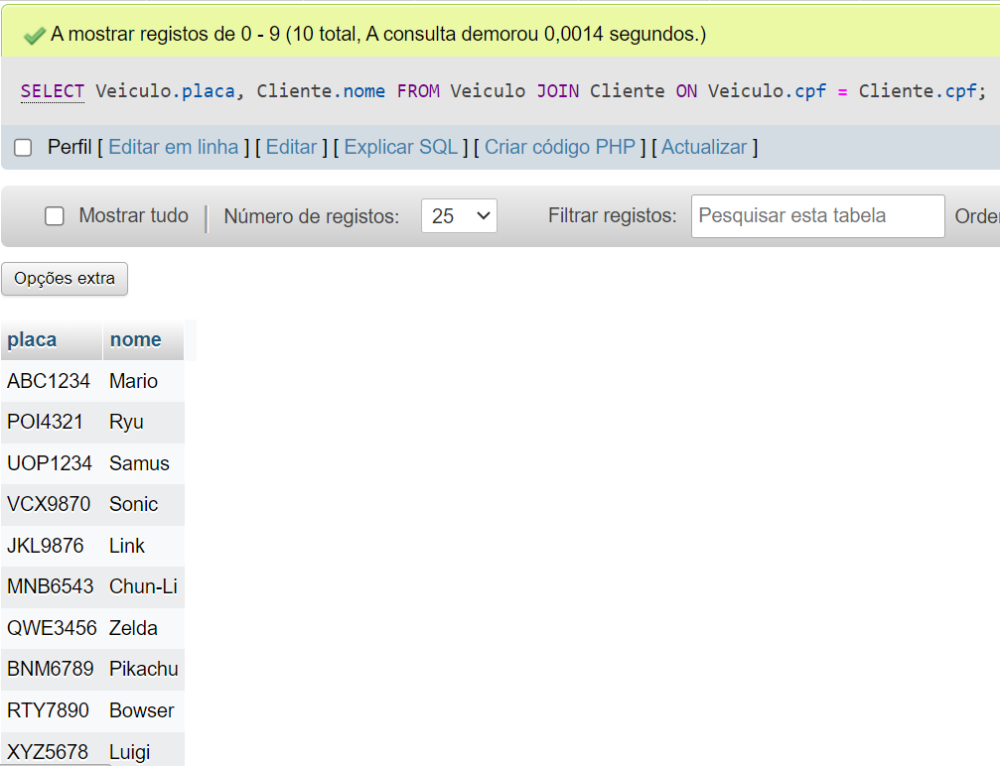 A mostrar registos de 0 - 9 (10 total, A consulta demorou 0,0014 segundos.)
SELECT Veiculo.placa, Cliente.nome FROM Veiculo JOIN Cliente ON Veiculo.cpf = Cliente.cpf;
Perfil [ Editar em linha ] [ Editar ] [ Explicar SQL ] [ Criar código PHP ] [ Actualizar ]
Mostrar tudo | Número de registos: 25 Filtrar registos: Pesquisar esta tabela Orde
Opções extra
placa nome
ABC1234 Mario
POI4321 Ryu
UOP1234 Samus
VCX9870 Sonic
JKL9876 Link
MNB6543 Chun-Li
QWE3456 Zelda
BNM6789 Pikachu
RTY7890 Bowser
XYZ5678 Luigi